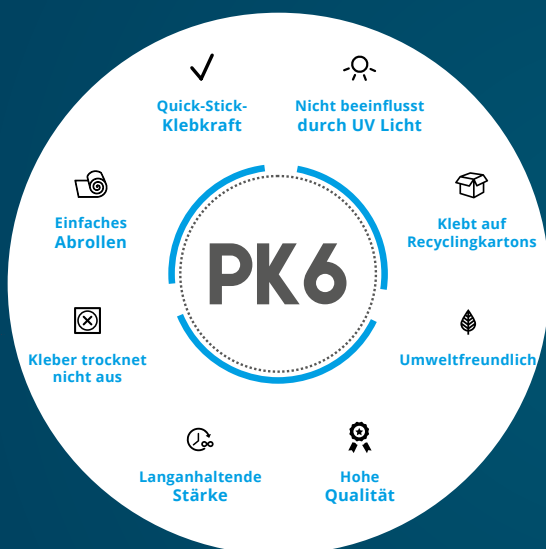 Quick-Stick-
Klebkraft
Nicht beeinflusst
durch UV Licht
Einfaches
Abrollen
Klebt auf
Recyclingkartons
PK6
Kleber trocknet
nicht aus
Umweltfreundlich
Langanhaltende
Stärke
Hohe
Qualität